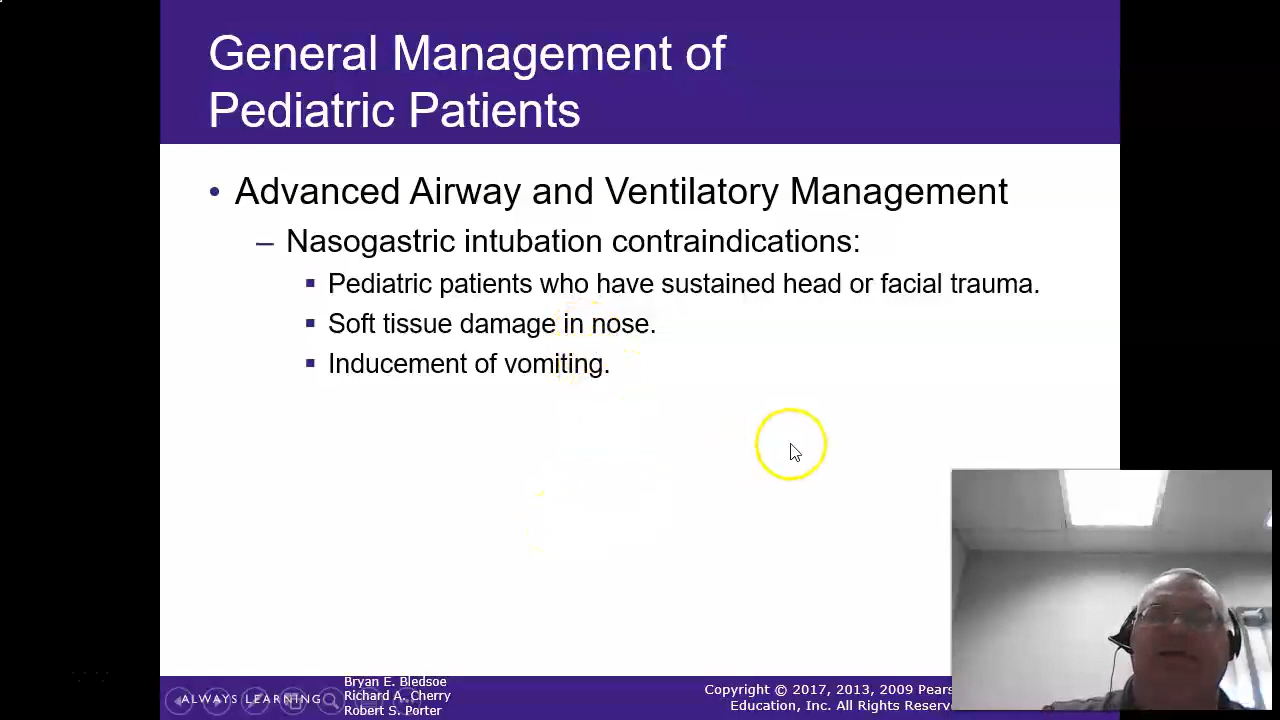 General Management of
Pediatric Patients
• Advanced Airway and Ventilatory Management
– Nasogastric intubation contraindications:
▪ Pediatric patients who have sustained head or facial trauma.
▪ Soft tissue damage in nose.
▪ Inducement of vomiting.
ALWAYS LEARNING
Bryan E. Bledsoe
Richard A. Cherry
Robert S. Porter
Copyright © 2017, 2013, 2009
Education, Inc. All Rights